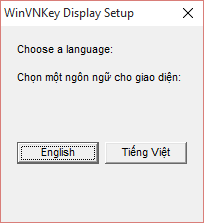 WinVNKey Display Setup
Choose a language:
Chọn một ngôn ngữ cho giao diện:
English
Tiếng Việt